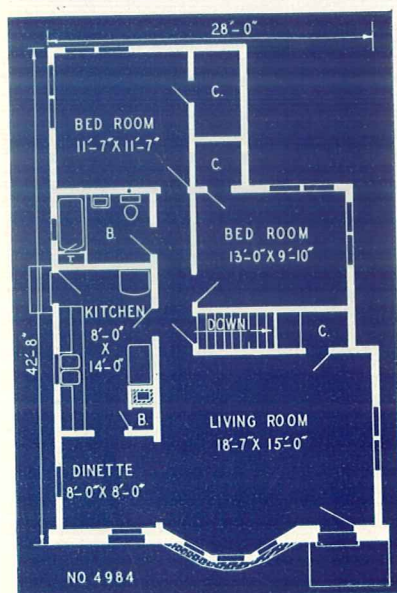 28'-0"
C.
BED ROOM
11'-7" X 11'-7"
C.
B.
BED ROOM
13'-0" X 9'-10"
KITCHEN
8'-0"
X
14'-0"
DOWN
C.
42'-8"
B.
LIVING ROOM
18'-7" X 15'-0"
DINETTE
8'-0" X 8'-0"
NO. 4984